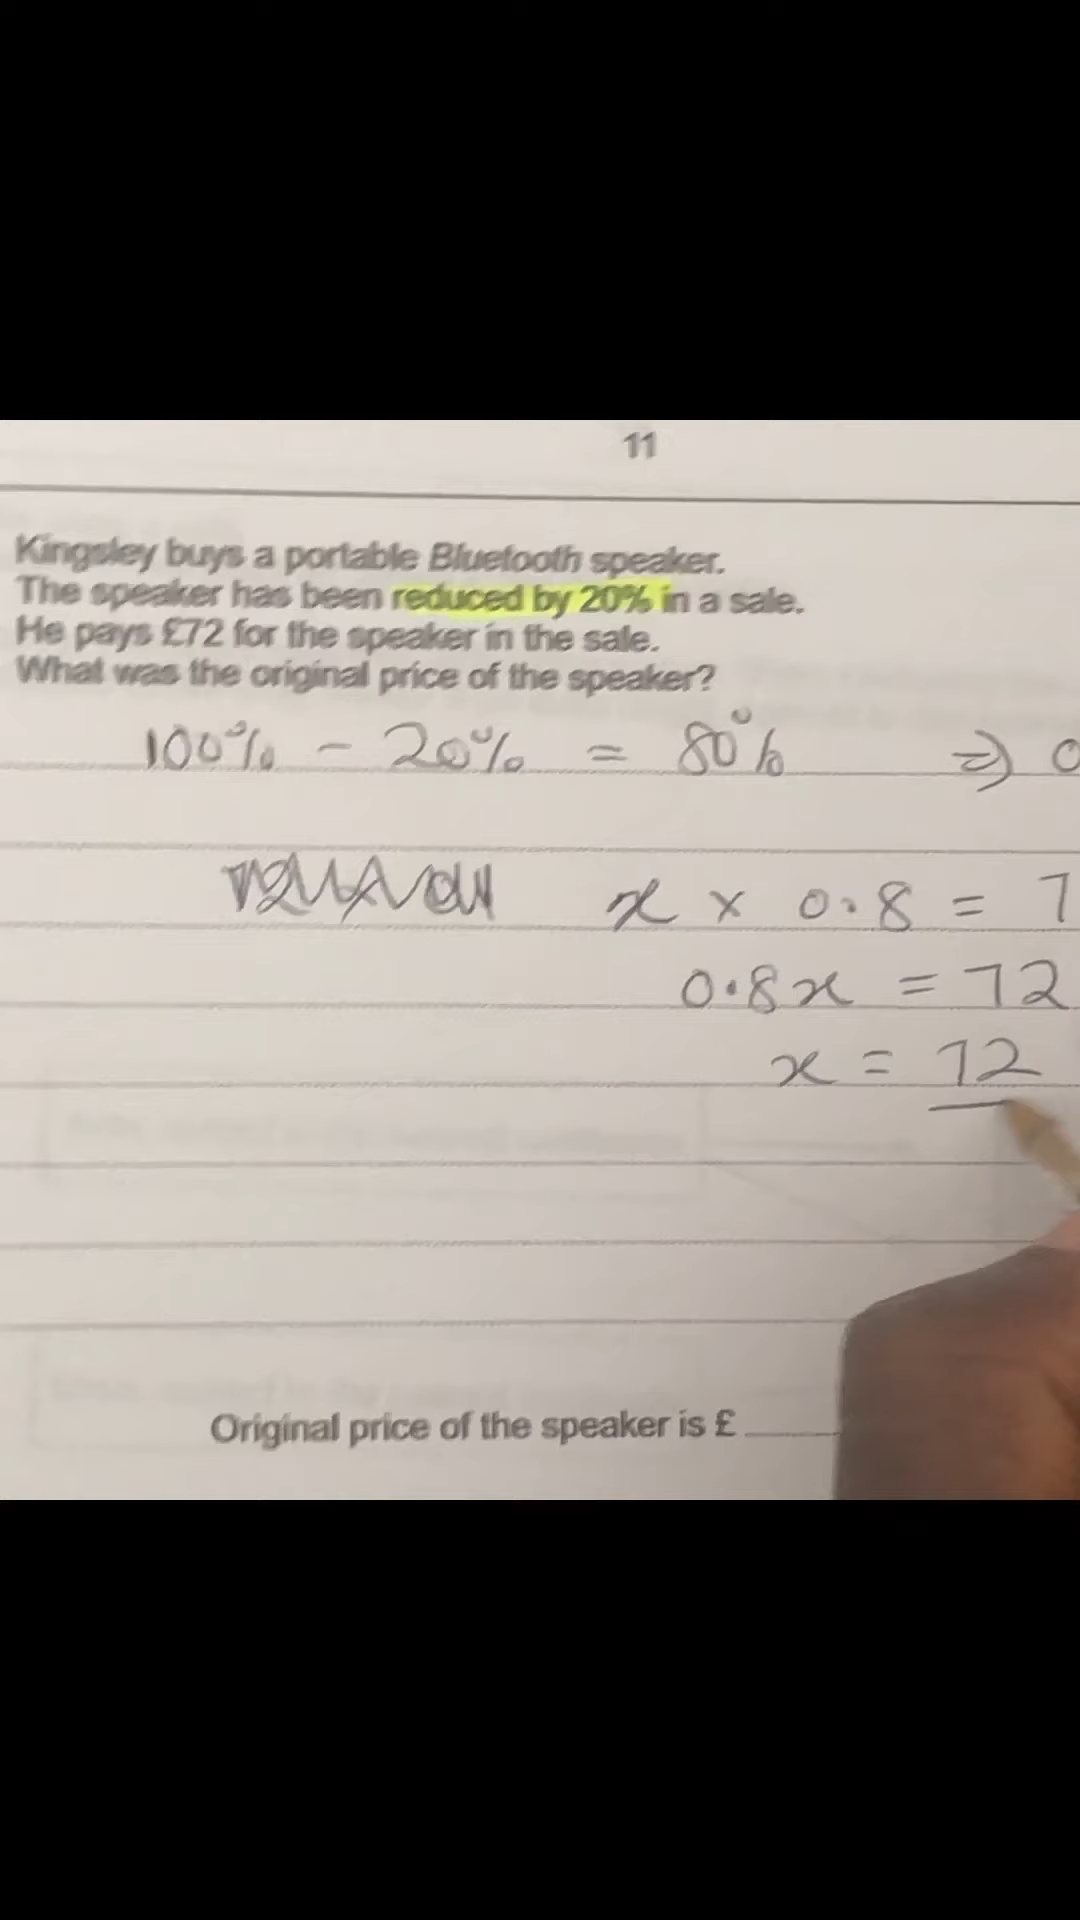 11
Kingsley buys a portable Bluetooth speaker.
The speaker has been reduced by 20% in a sale.
He pays £72 for the speaker in the sale.
What was the original price of the speaker?
100% - 20% = 80% ⇒ 0
x × 0.8 = 7
0.8x = 72
x = 72
Original price of the speaker is £